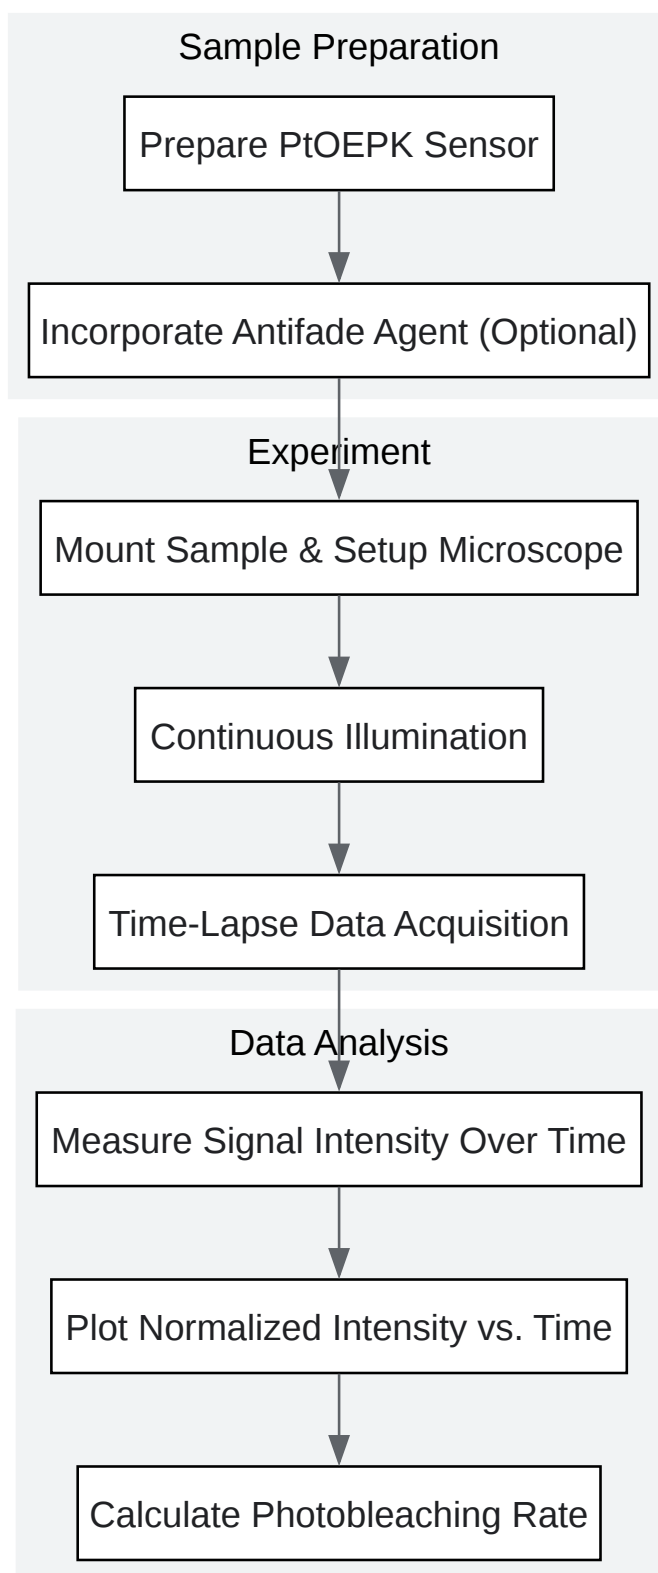 Sample Preparation
Prepare PtOEPK Sensor
Incorporate Antifade Agent (Optional)
Experiment
Mount Sample & Setup Microscope
Continuous Illumination
Time-Lapse Data Acquisition
Data Analysis
Measure Signal Intensity Over Time
Plot Normalized Intensity vs. Time
Calculate Photobleaching Rate